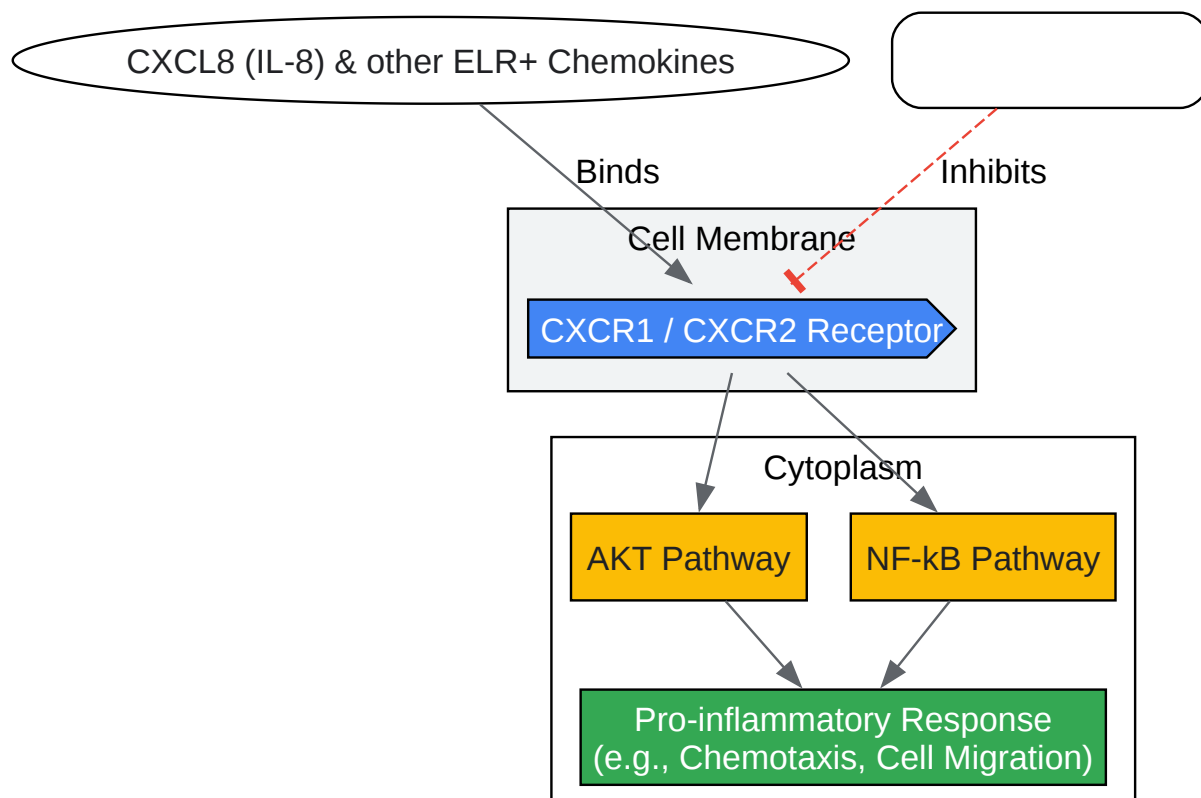 CXCL8 (IL-8) & other ELR+ Chemokines
Binds
Inhibits
Cell Membrane
CXCR1 / CXCR2 Receptor
Cytoplasm
AKT Pathway
NF-kB Pathway
Pro-inflammatory Response
(e.g., Chemotaxis, Cell Migration)